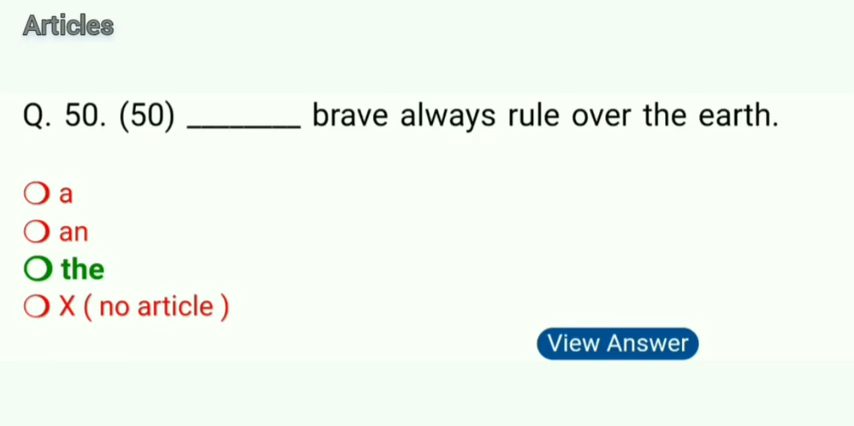 Articles
Q. 50. (50) _______ brave always rule over the earth.
a
an
the
X ( no article )
View Answer